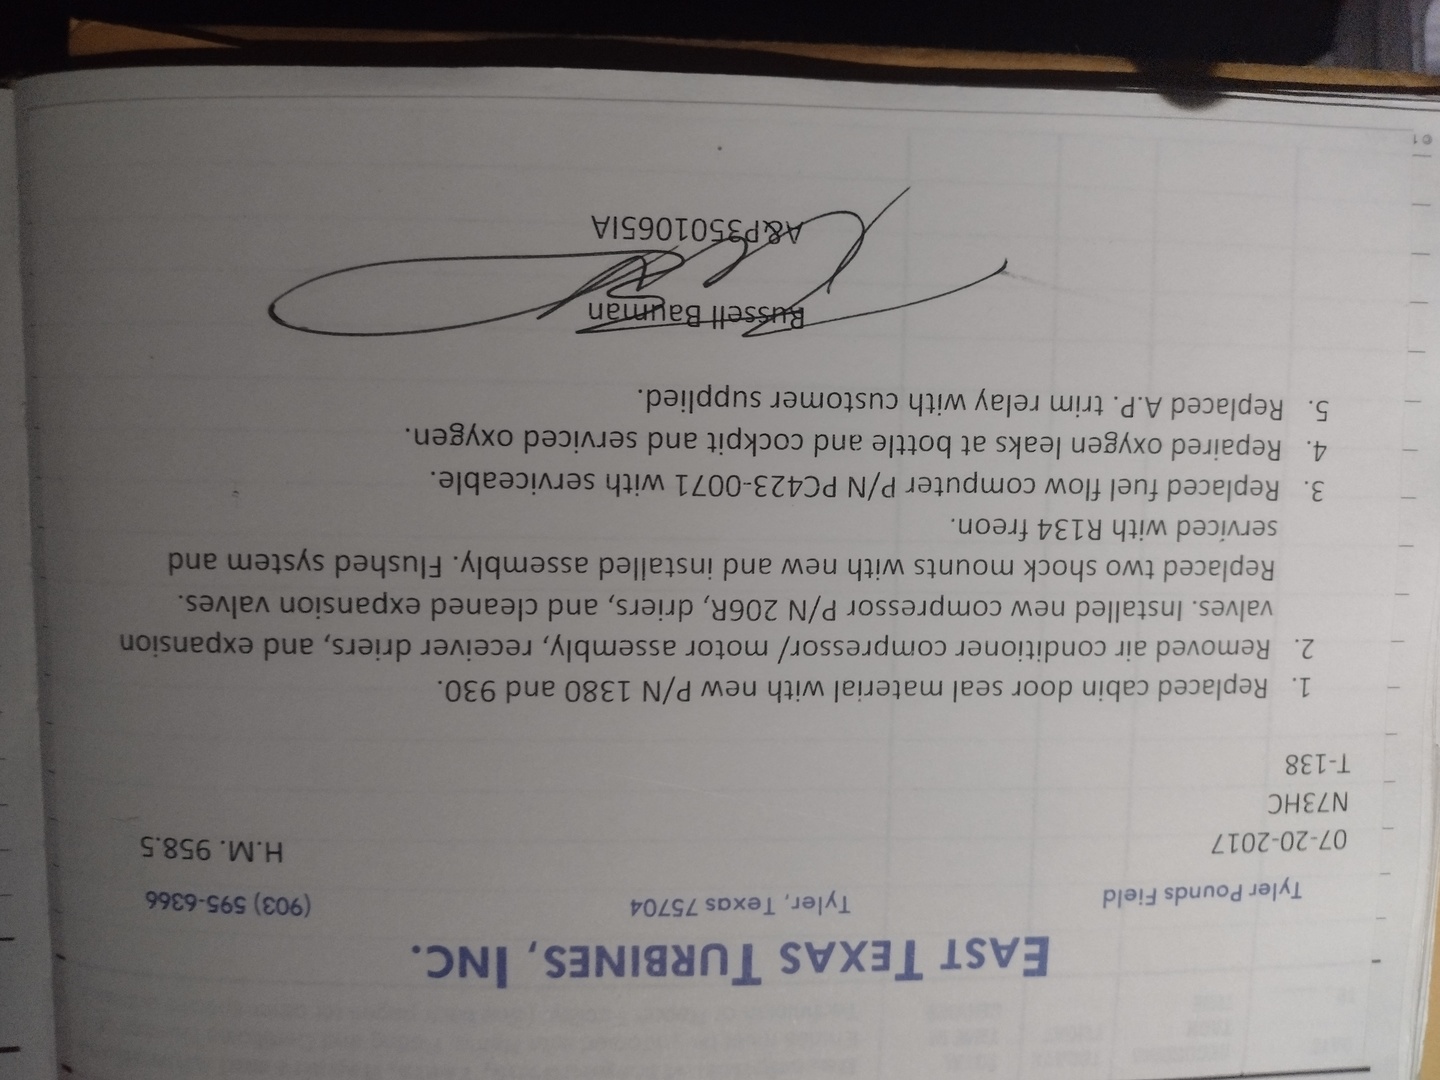 EAST TEXAS TURBINES, INC.
Tyler Pounds Field Tyler, Texas 75704 (903) 595-6366
07-20-2017 H.M. 958.5
N73HC
T-138
1. Replaced cabin door seal material with new P/N 1380 and 930.
2. Removed air conditioner compressor/ motor assembly, receiver driers, and expansion
valves. Installed new compressor P/N 206R, driers, and cleaned expansion valves.
Replaced two shock mounts with new and installed assembly. Flushed system and
serviced with R134 freon.
3. Replaced fuel flow computer P/N PC423-0071 with serviceable.
4. Repaired oxygen leaks at bottle and cockpit and serviced oxygen.
5. Replaced A.P. trim relay with customer supplied.
Russell Bauman
A&P3501065IA